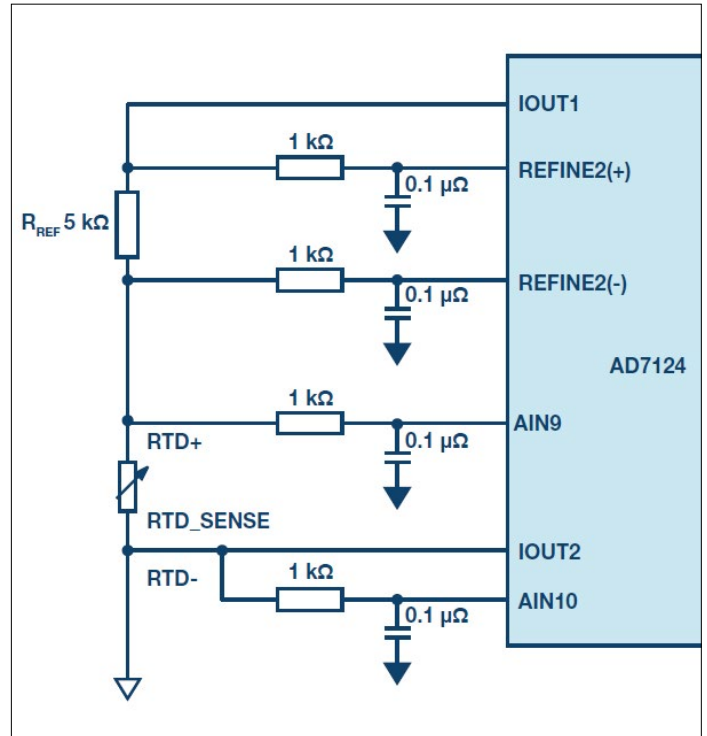 IOUT1
1 kΩ
REFINE2(+)
0.1 µΩ
R_REF 5 kΩ
1 kΩ
REFINE2(-)
0.1 µΩ
AD7124
1 kΩ
AIN9
RTD+
0.1 µΩ
RTD_SENSE
IOUT2
RTD-
1 kΩ
AIN10
0.1 µΩ